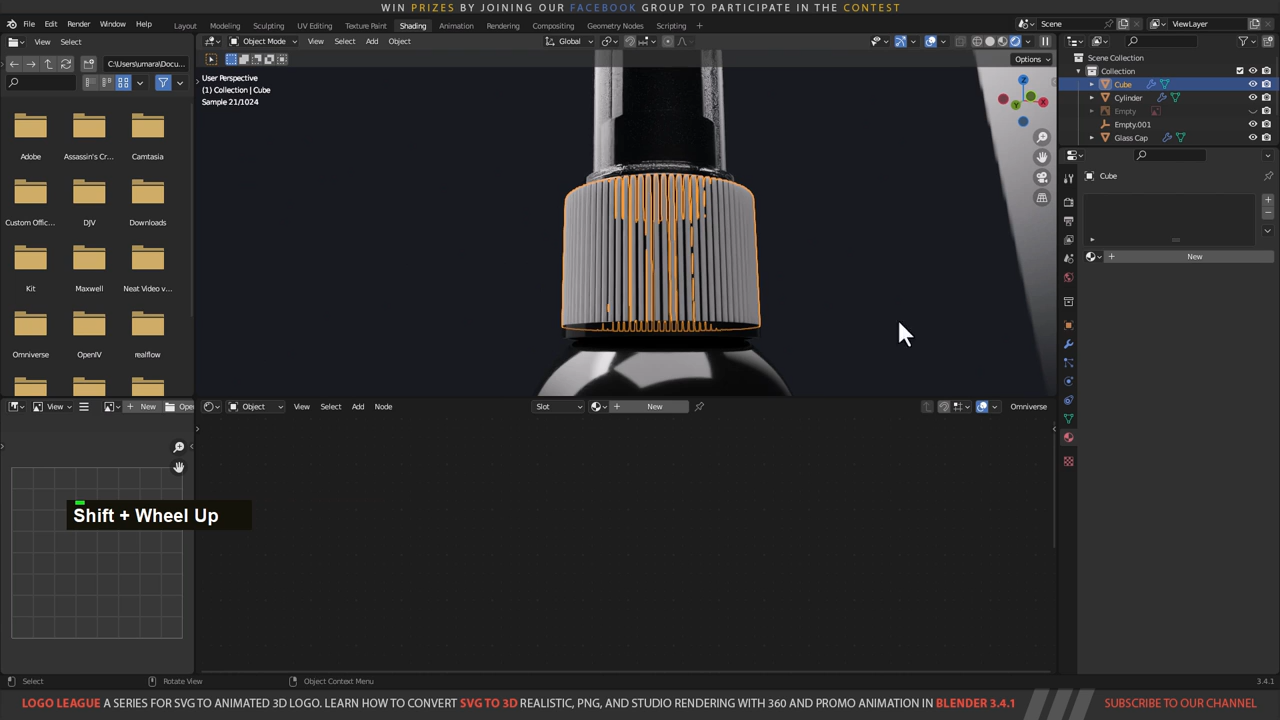 WIN PRIZES BY JOINING OUR FACEBOOK GROUP TO PARTICIPATE IN THE CONTEST
File Edit Render Window Help Layout Modeling Sculpting UV Editing Texture Paint Shading Animation Rendering Compositing Geometry Nodes Scripting + Scene ViewLayer
View Select Object Mode View Select Add Object Global
C:\Users\umara\Docu...
Options
User Perspective
(1) Collection | Cube
Sample 21/1024
Scene Collection
Collection
Cube
Cylinder
Empty
Empty.001
Glass Cap
Adobe Assassin's Cr... Camtasia
Custom Offic... DJV Downloads
Kit Maxwell Neat Video v...
Omniverse OpenIV realflow
Cube
+ New
View New Open Object View Select Add Node Slot + New Omniverse
Shift + Wheel Up
Select Rotate View Object Context Menu 3.4.1
LOGO LEAGUE A SERIES FOR SVG TO ANIMATED 3D LOGO. LEARN HOW TO CONVERT SVG TO 3D REALISTIC, PNG, AND STUDIO RENDERING WITH 360 AND PROMO ANIMATION IN BLENDER 3.4.1 SUBSCRIBE TO OUR CHANNEL